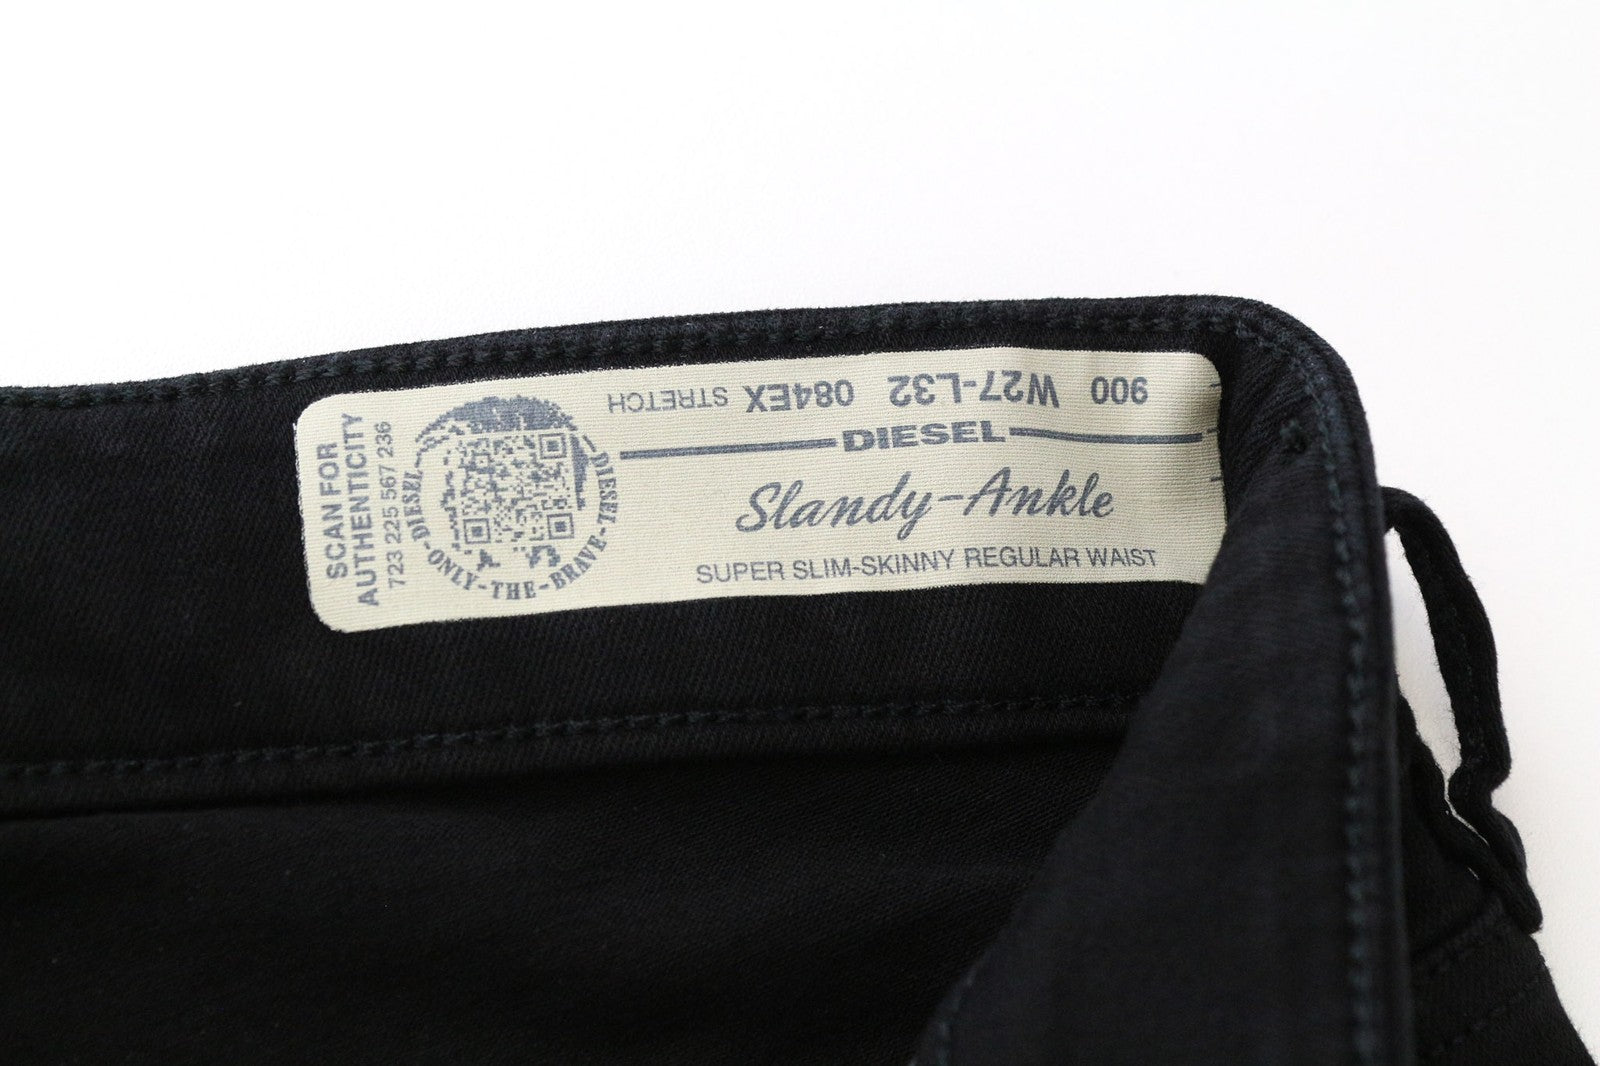 SCAN FOR
AUTHENTICITY
723 225 567 236
DIESEL-ONLY-THE-BRAVE-DIESEL
900 W27-L32 084EX STRETCH
DIESEL
Slandy-Ankle
SUPER SLIM-SKINNY REGULAR WAIST